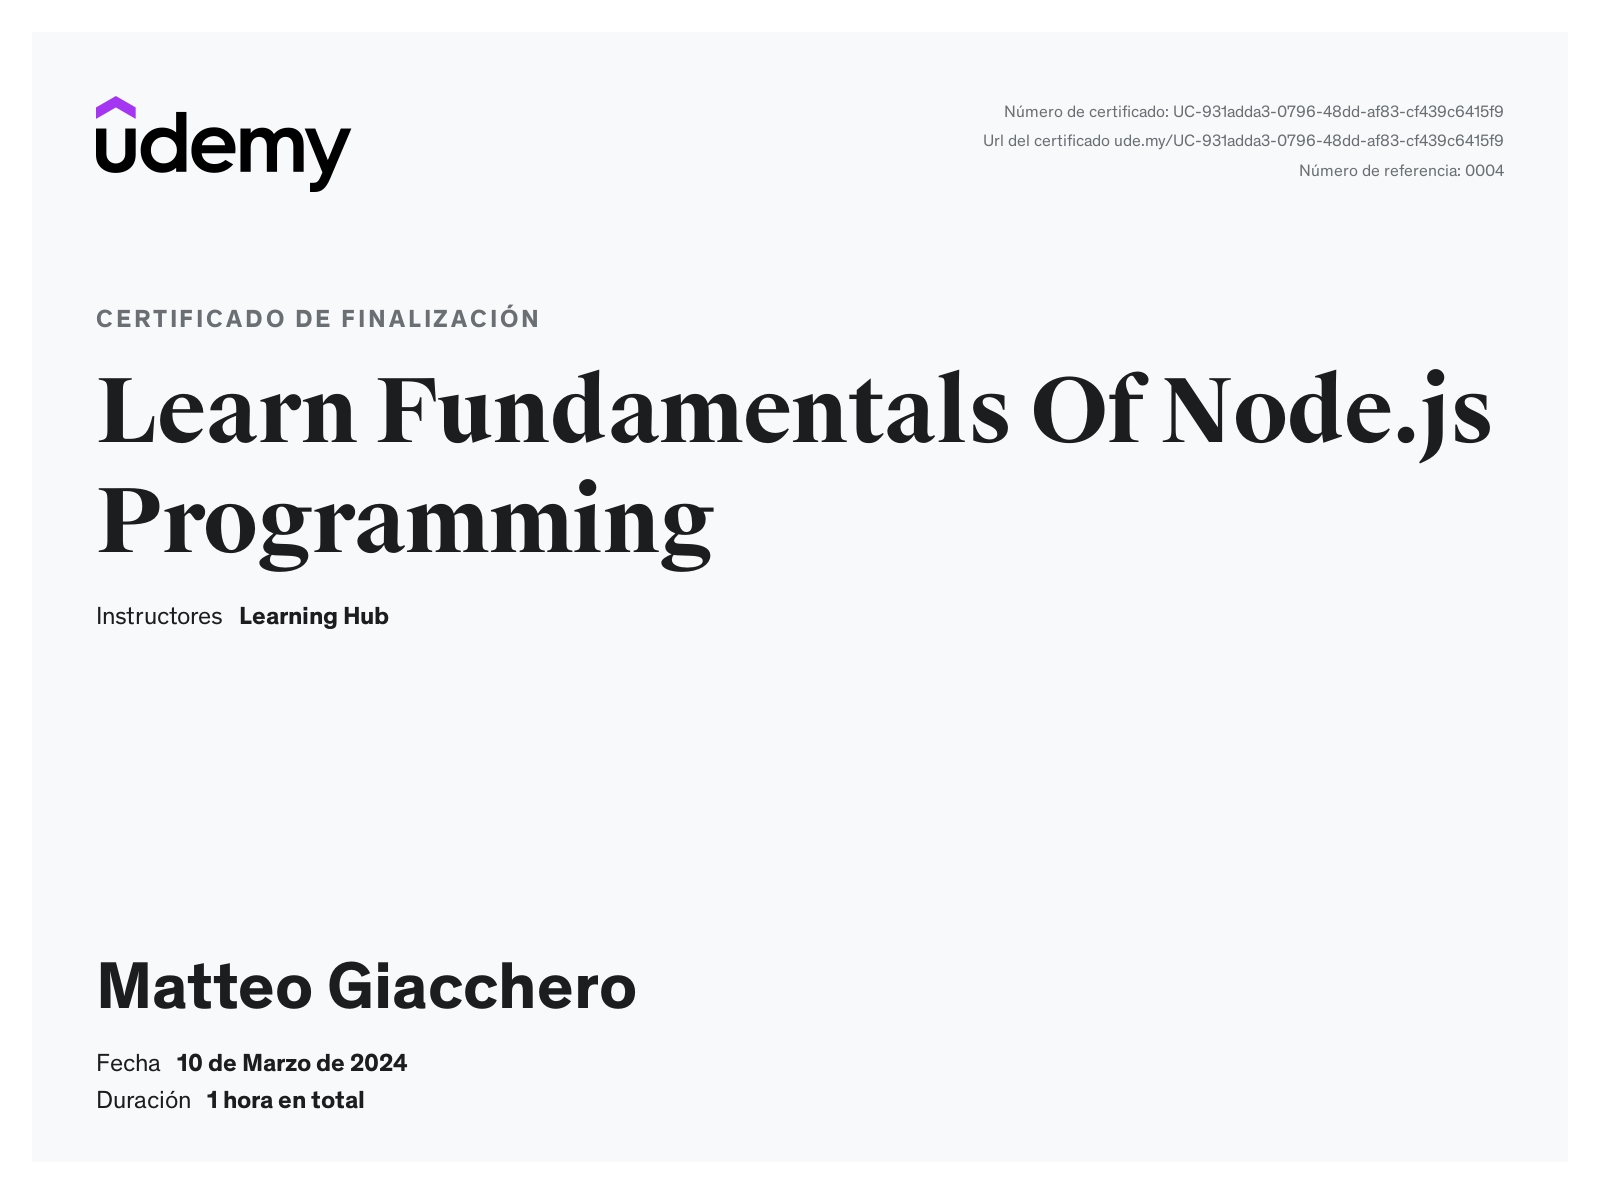 udemy
Número de certificado: UC-931adda3-0796-48dd-af83-cf439c6415f9
Url del certificado ude.my/UC-931adda3-0796-48dd-af83-cf439c6415f9
Número de referencia: 0004
CERTIFICADO DE FINALIZACIÓN
Learn Fundamentals Of Node.js
Programming
Instructores Learning Hub
Matteo Giacchero
Fecha 10 de Marzo de 2024
Duración 1 hora en total